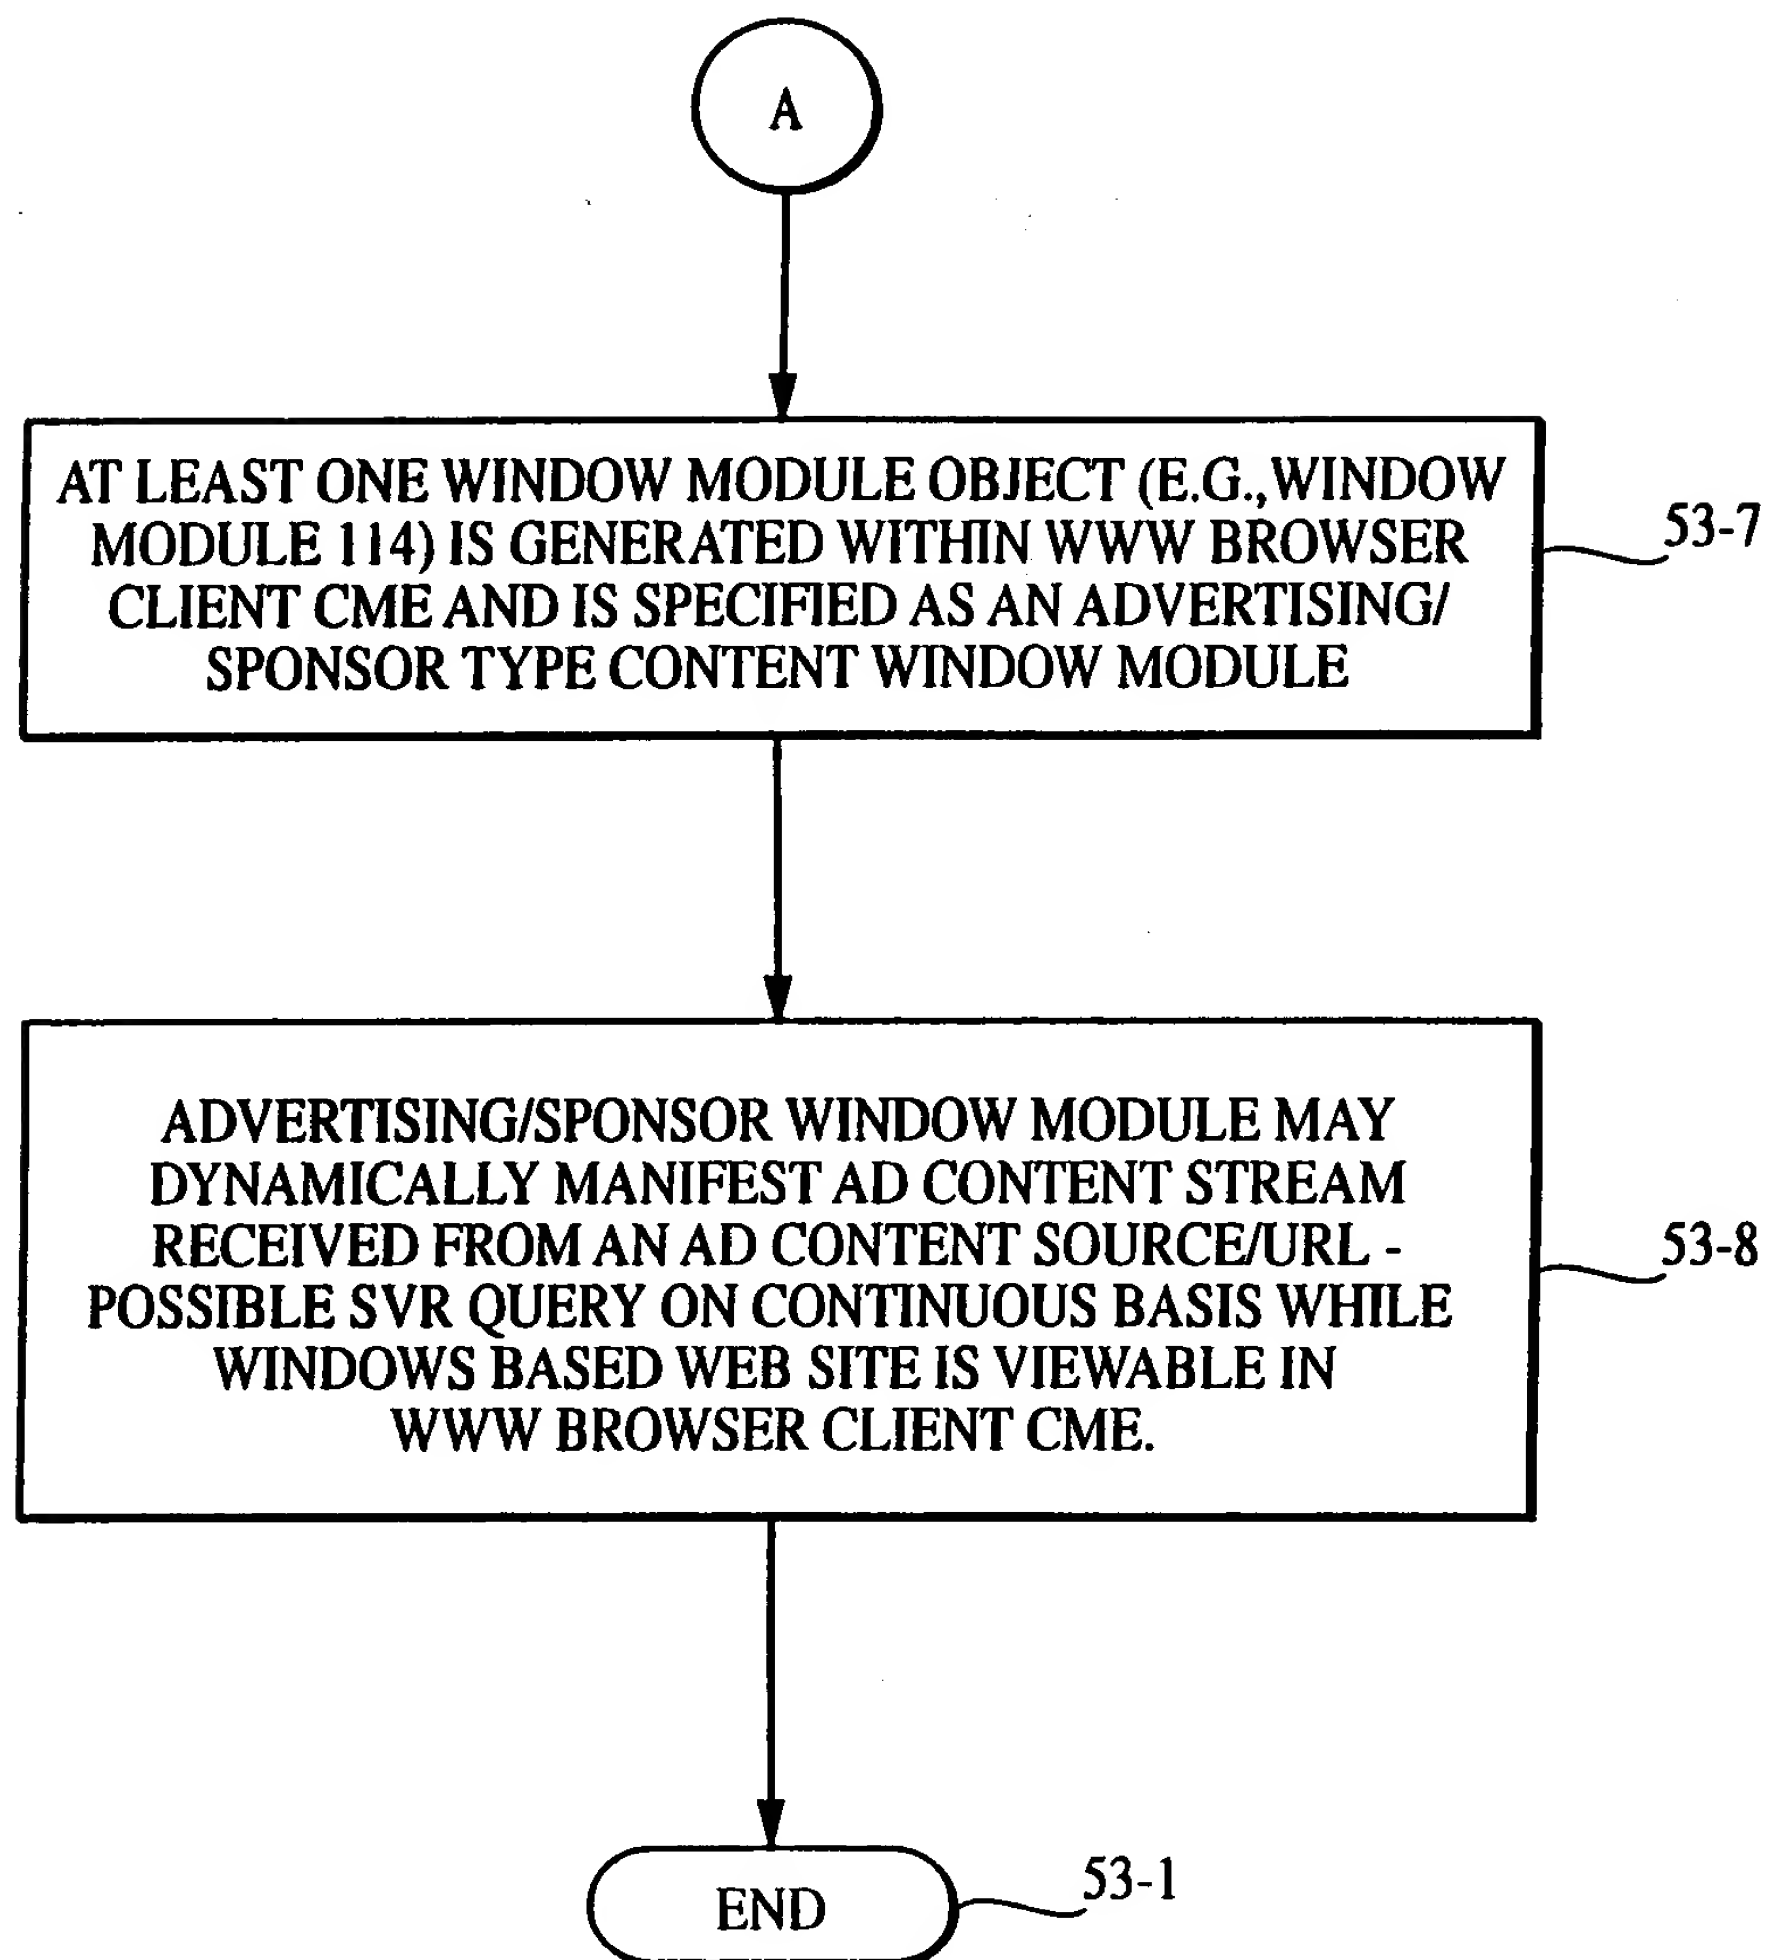 A
AT LEAST ONE WINDOW MODULE OBJECT (E.G., WINDOW
MODULE 114) IS GENERATED WITHIN WWW BROWSER
CLIENT CME AND IS SPECIFIED AS AN ADVERTISING/
SPONSOR TYPE CONTENT WINDOW MODULE
53-7
ADVERTISING/SPONSOR WINDOW MODULE MAY
DYNAMICALLY MANIFEST AD CONTENT STREAM
RECEIVED FROM AN AD CONTENT SOURCE/URL -
POSSIBLE SVR QUERY ON CONTINUOUS BASIS WHILE
WINDOWS BASED WEB SITE IS VIEWABLE IN
WWW BROWSER CLIENT CME.
53-8
END
53-1